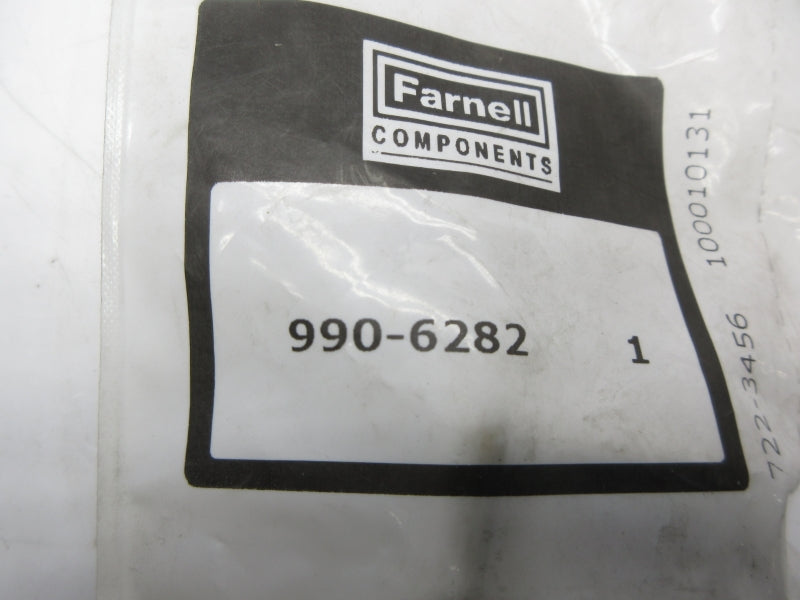 Farnell
COMPONENTS
990-6282 1
722-3456 100010131